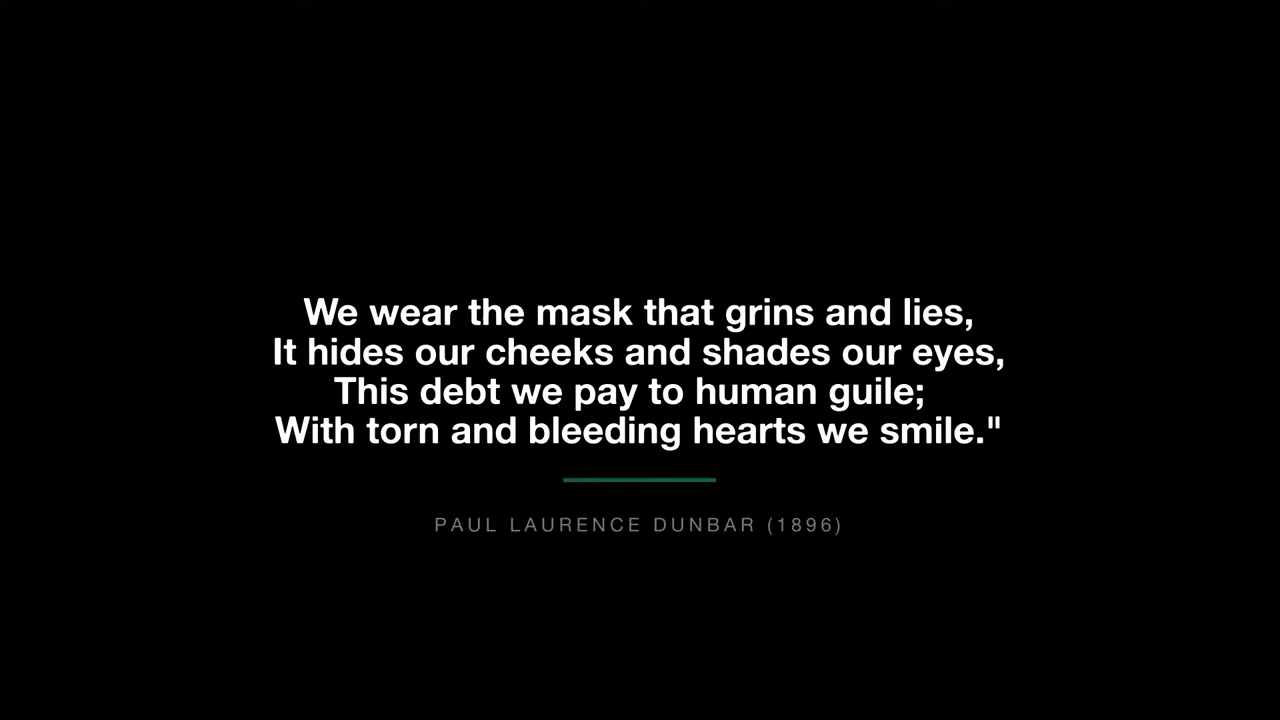 We wear the mask that grins and lies,
It hides our cheeks and shades our eyes,
This debt we pay to human guile;
With torn and bleeding hearts we smile."
PAUL LAURENCE DUNBAR (1896)